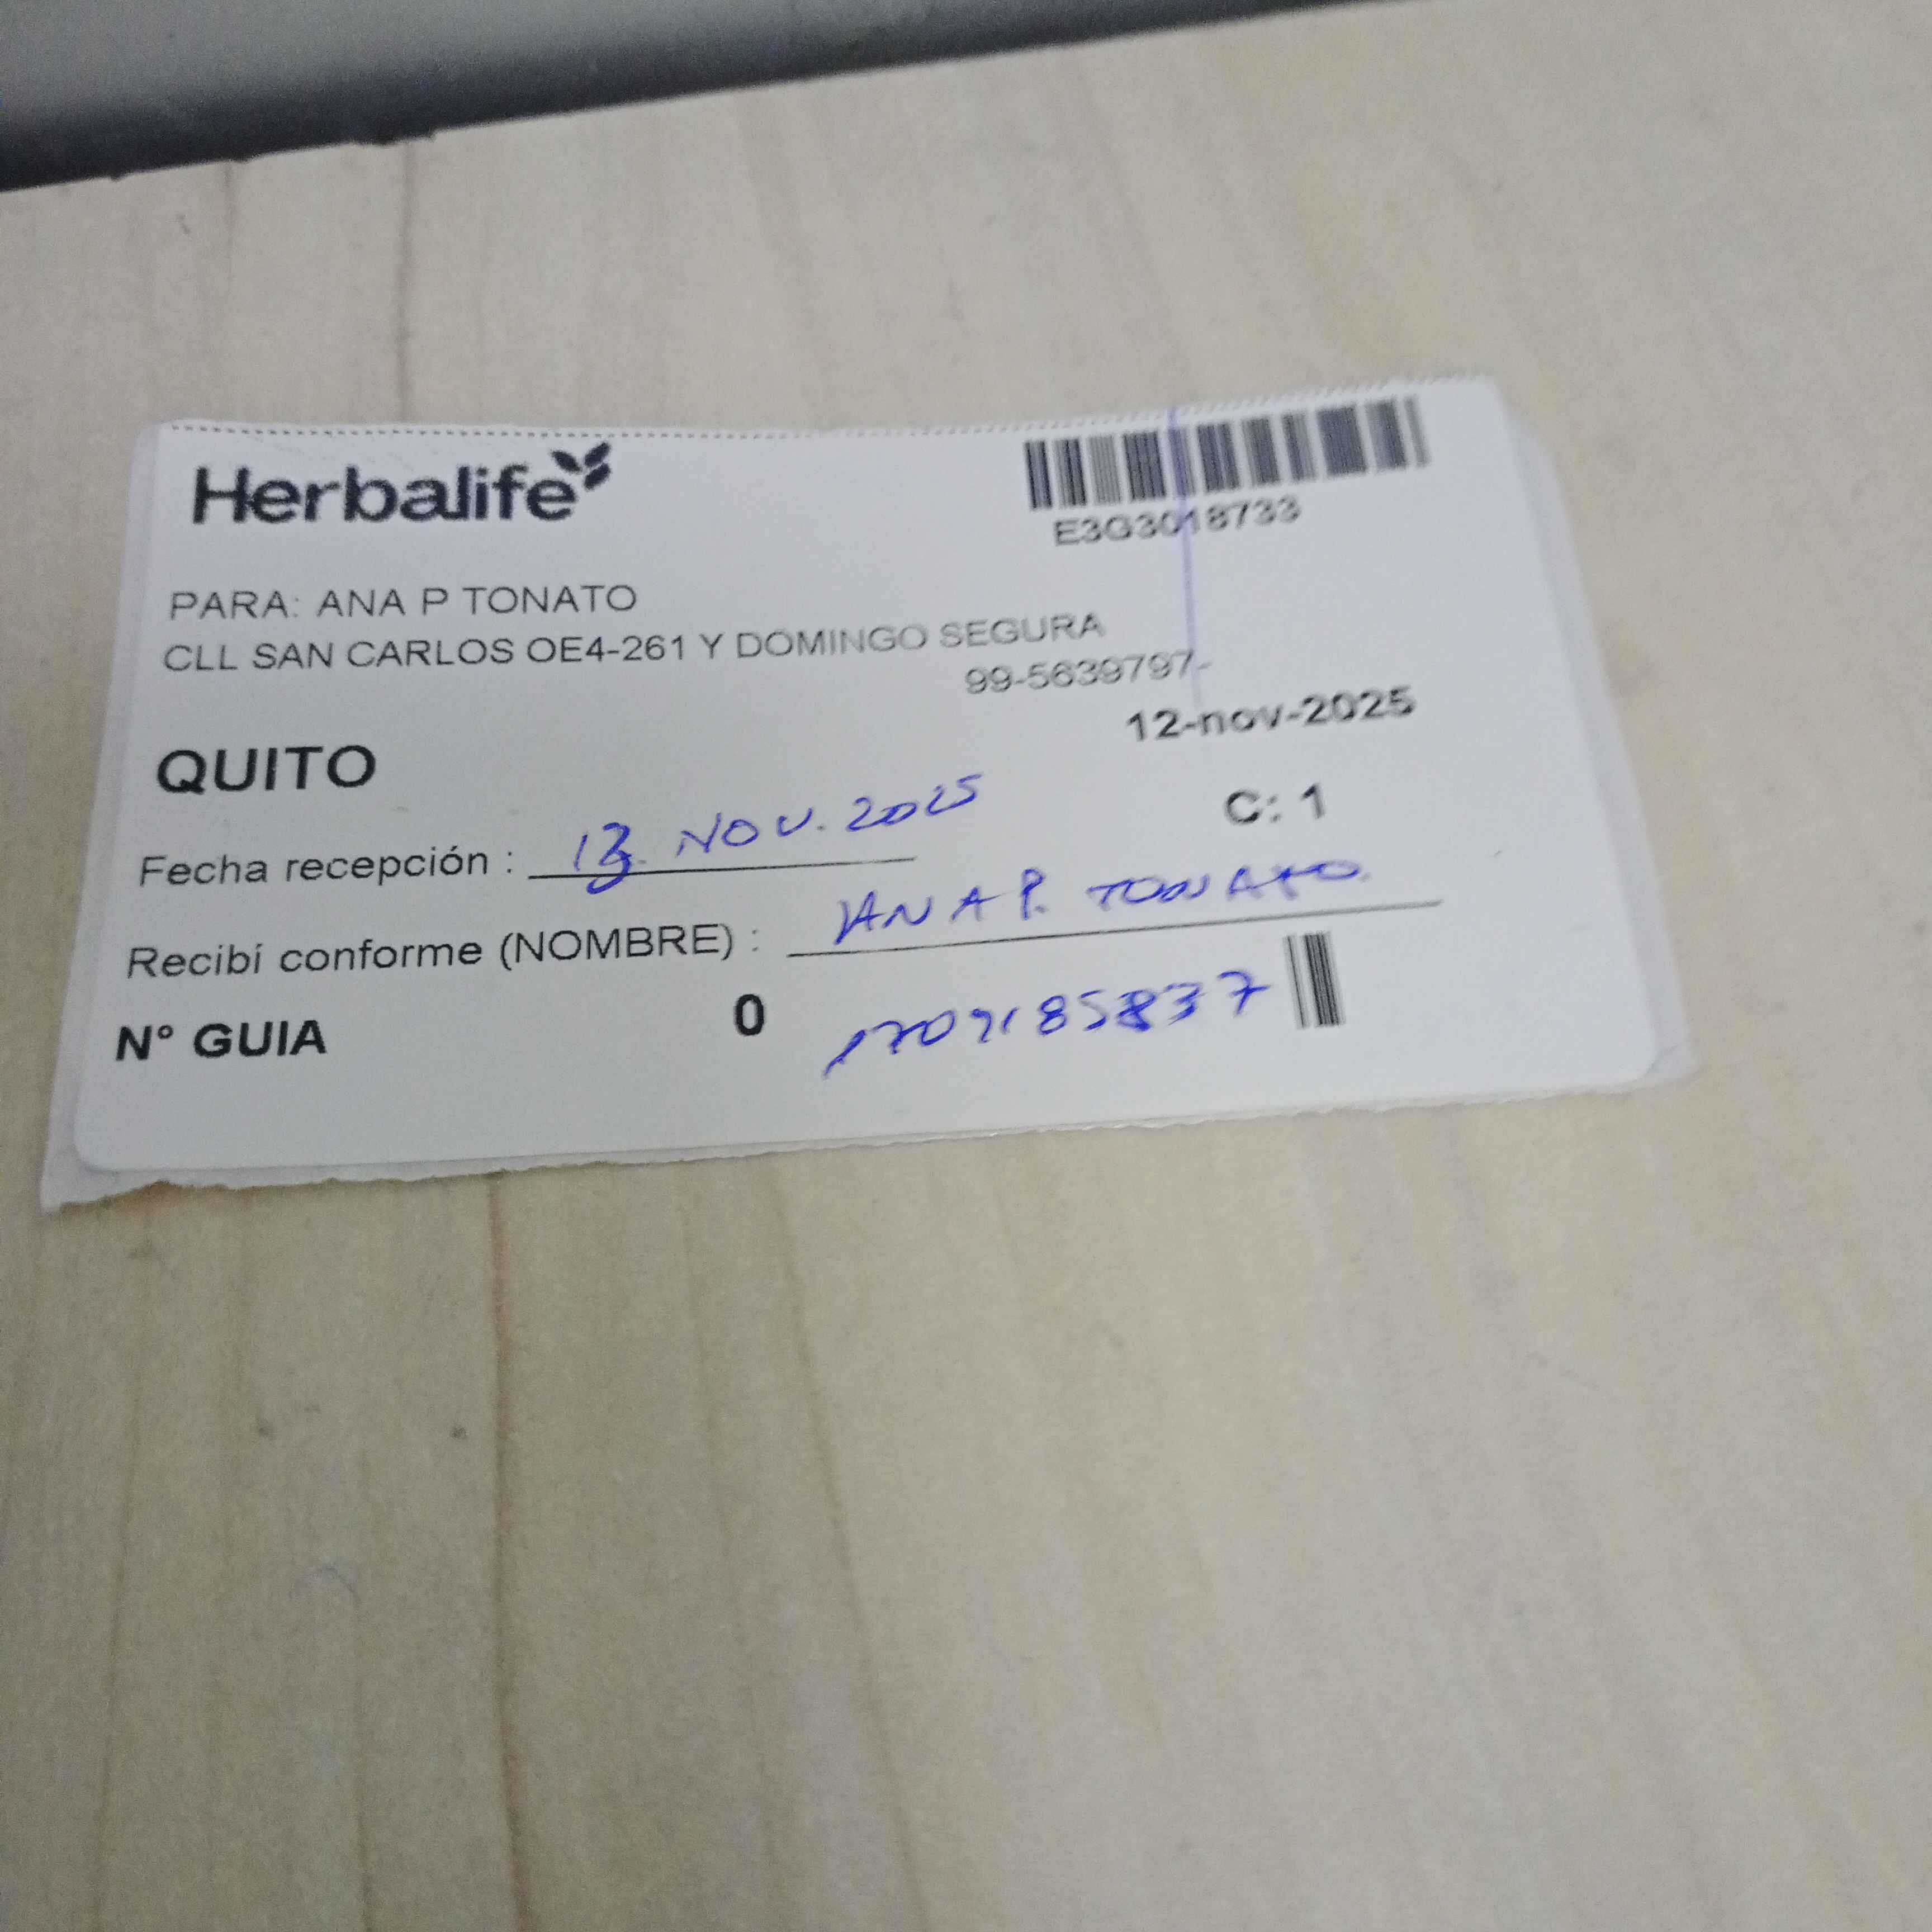 Herbalife
E3G3018733
PARA: ANA P TONATO
CLL SAN CARLOS OE4-261 Y DOMINGO SEGURA
99-5639797-
12-nov-2025
QUITO
C: 1
Fecha recepción : 13. NOV. 2025
Recibí conforme (NOMBRE) : ANA P. TONATO
N° GUIA 0